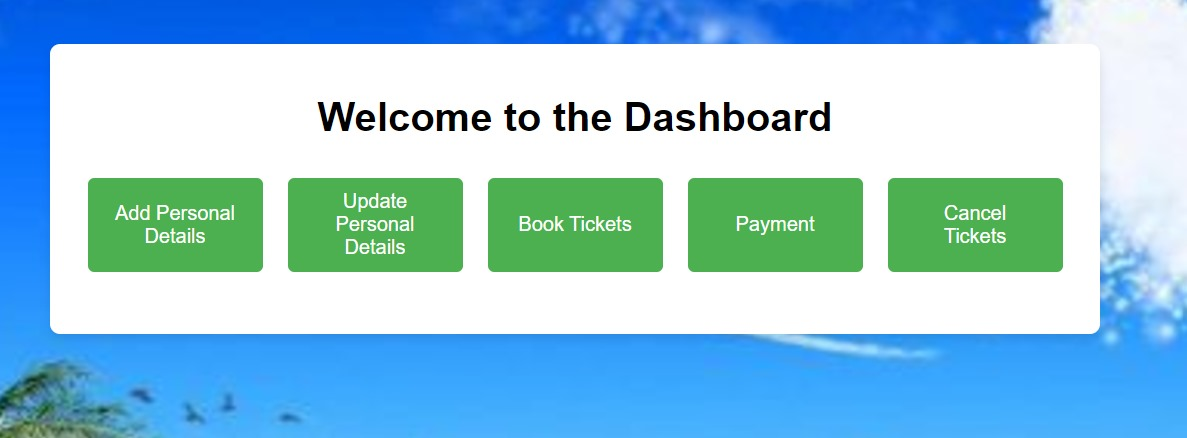 Welcome to the Dashboard
Add Personal
Details
Update
Personal
Details
Book Tickets
Payment
Cancel
Tickets